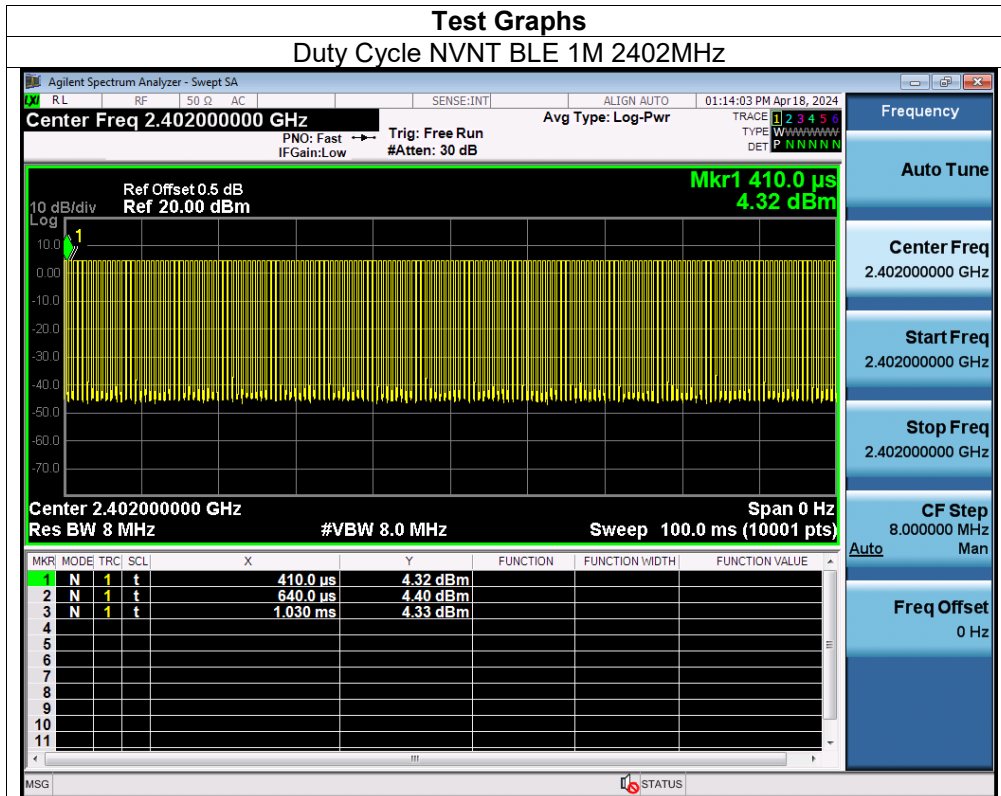 Test Graphs
Duty Cycle NVNT BLE 1M 2402MHz
Agilent Spectrum Analyzer - Swept SA
LXI RL RF 50 Ω AC SENSE:INT ALIGN AUTO 01:14:03 PM Apr 18, 2024
Center Freq 2.402000000 GHz
PNO: Fast
IFGain:Low
Trig: Free Run
#Atten: 30 dB
Avg Type: Log-Pwr
TRACE 1 2 3 4 5 6
TYPE WWWWWWW
DET P N N N N N
Mkr1 410.0 µs
4.32 dBm
Ref Offset 0.5 dB
10 dB/div Ref 20.00 dBm
Log
1
10.0
0.00
-10.0
-20.0
-30.0
-40.0
-50.0
-60.0
-70.0
Center 2.402000000 GHz Span 0 Hz
Res BW 8 MHz #VBW 8.0 MHz Sweep 100.0 ms (10001 pts)
MKR MODE TRC SCL X Y FUNCTION FUNCTION WIDTH FUNCTION VALUE
1 N 1 t 410.0 µs 4.32 dBm
2 N 1 t 640.0 µs 4.40 dBm
3 N 1 t 1.030 ms 4.33 dBm
4
5
6
7
8
9
10
11
MSG STATUS
Frequency
Auto Tune
Center Freq
2.402000000 GHz
Start Freq
2.402000000 GHz
Stop Freq
2.402000000 GHz
CF Step
8.000000 MHz
Auto Man
Freq Offset
0 Hz